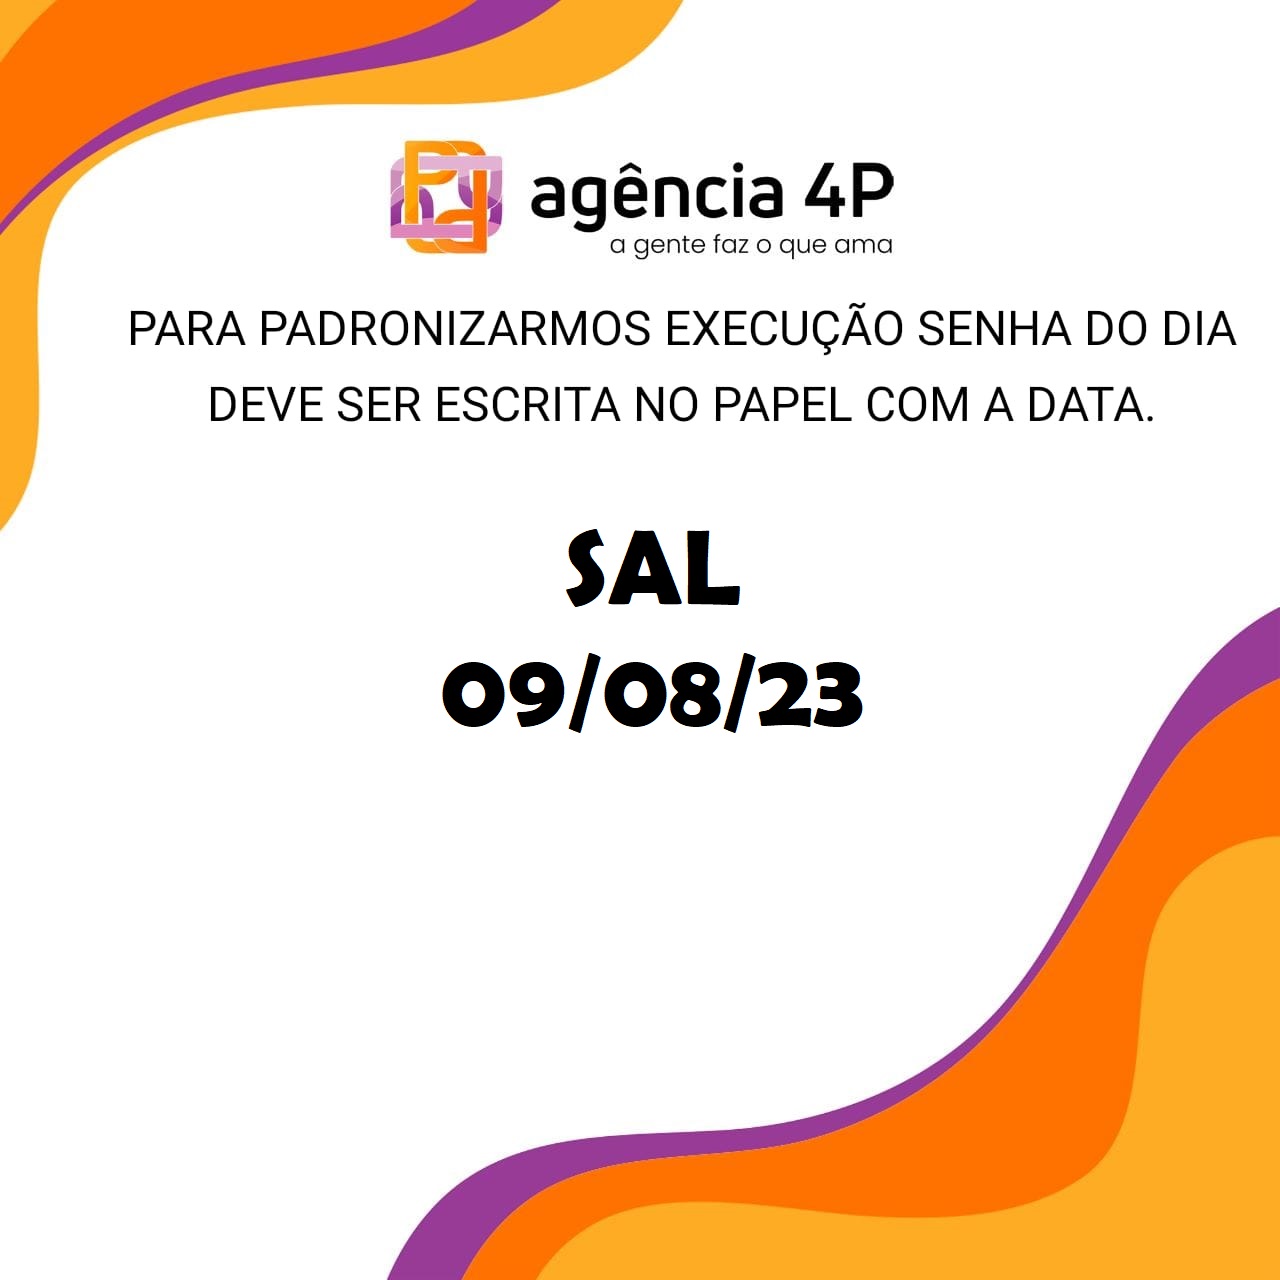 agência 4P
a gente faz o que ama
PARA PADRONIZARMOS EXECUÇÃO SENHA DO DIA
DEVE SER ESCRITA NO PAPEL COM A DATA.
SAL
09/08/23